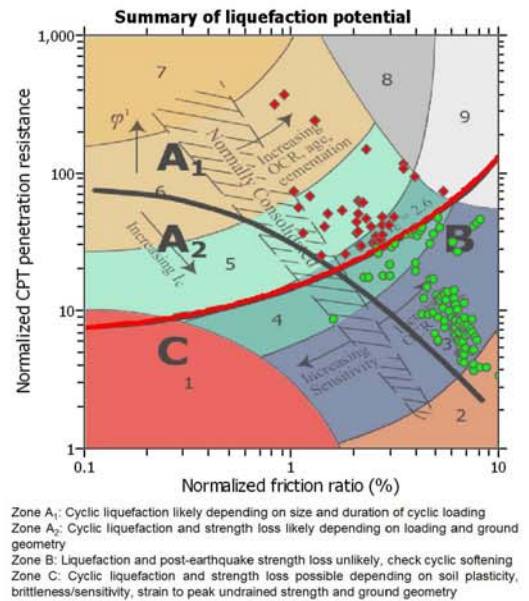 Summary of liquefaction potential
1,000
7
8
9
φ'
A1
Increasing
OCR, age,
cementation
Normally Consolidated
100
6
A2
Increasing Ic
5
= 2.6
B
10
4
C
1
Increasing
Sensitivity
OCR,
3
2
1
0.1
1
10
Normalized CPT penetration resistance
Normalized friction ratio (%)
Zone A1: Cyclic liquefaction likely depending on size and duration of cyclic loading
Zone A2: Cyclic liquefaction and strength loss likely depending on loading and ground
geometry
Zone B: Liquefaction and post-earthquake strength loss unlikely, check cyclic softening
Zone C: Cyclic liquefaction and strength loss possible depending on soil plasticity,
brittleness/sensitivity, strain to peak undrained strength and ground geometry